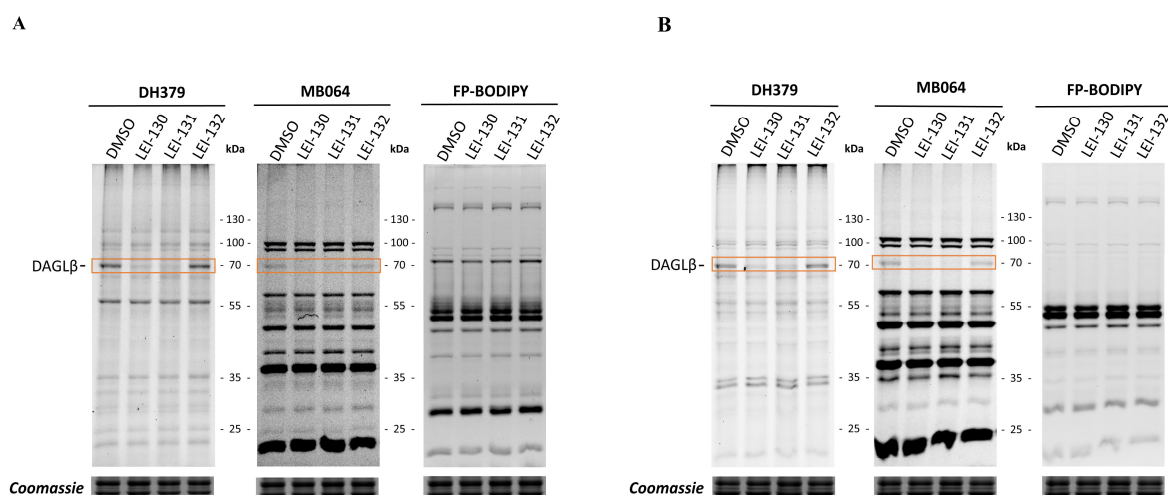 A
DH379
MB064
FP-BODIPY
DMSO
LEI-130
LEI-131
LEI-132
kDa
DMSO
LEI-130
LEI-131
LEI-132
kDa
DMSO
LEI-130
LEI-131
LEI-132
- 130 -
- 100 -
DAGLβ-
- 70 -
- 55 -
- 35 -
- 25 -
- 130 -
- 100 -
- 70 -
- 55 -
- 35 -
- 25 -
Coomassie
B
DH379
MB064
FP-BODIPY
DMSO
LEI-130
LEI-131
LEI-132
kDa
DMSO
LEI-130
LEI-131
LEI-132
kDa
DMSO
LEI-130
LEI-131
LEI-132
- 130 -
- 100 -
DAGLβ-
- 70 -
- 55 -
- 35 -
- 25 -
- 130 -
- 100 -
- 70 -
- 55 -
- 35 -
- 25 -
Coomassie